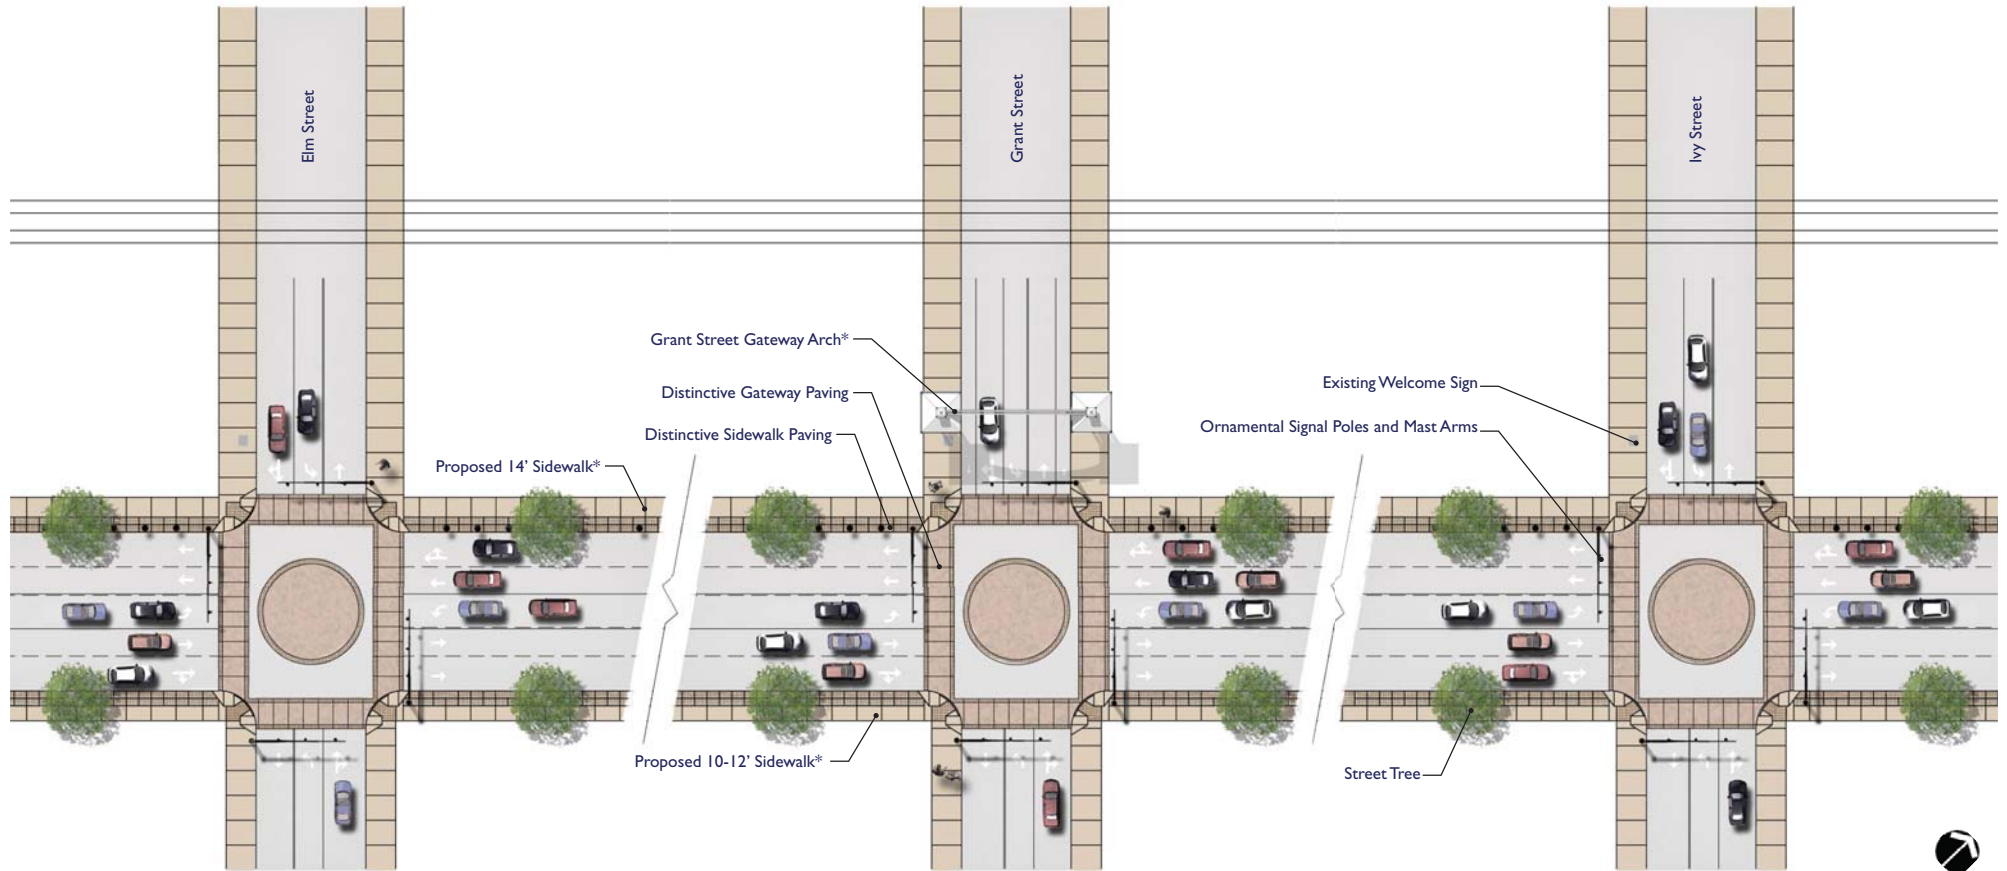 Elm Street
Grant Street
Ivy Street
Grant Street Gateway Arch*
Distinctive Gateway Paving
Distinctive Sidewalk Paving
Proposed 14' Sidewalk*
Existing Welcome Sign
Ornamental Signal Poles and Mast Arms
Proposed 10-12' Sidewalk*
Street Tree